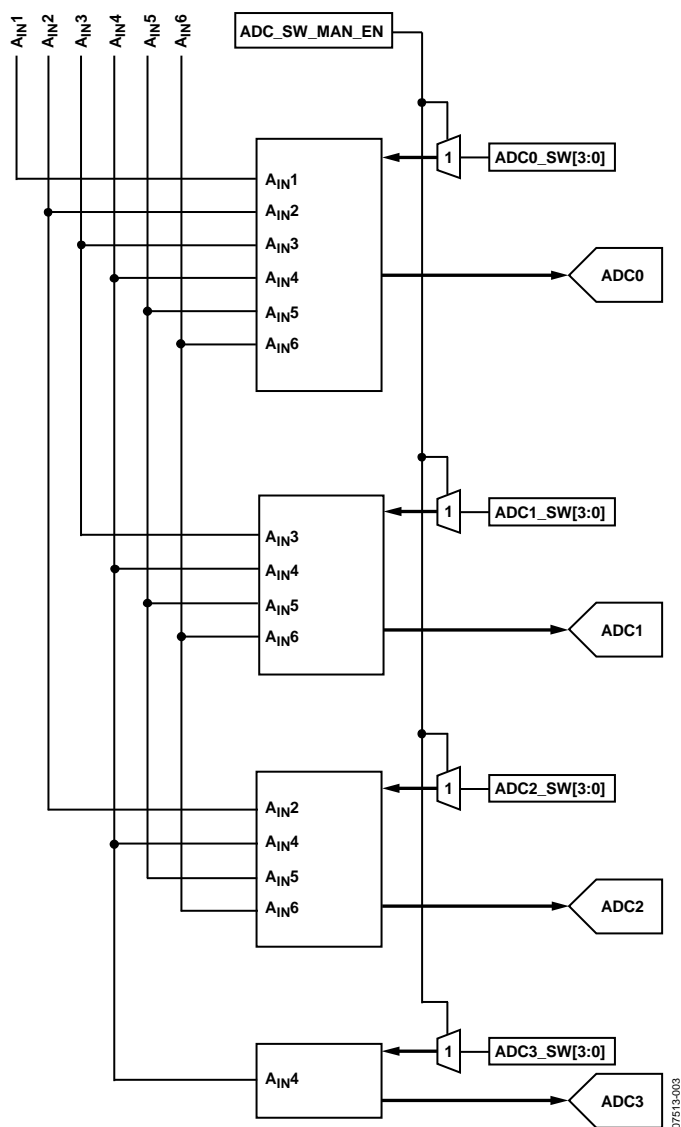 AIN1
AIN2
AIN3
AIN4
AIN5
AIN6
ADC_SW_MAN_EN
1
ADC0_SW[3:0]
AIN1
AIN2
AIN3
AIN4
AIN5
AIN6
ADC0
1
ADC1_SW[3:0]
AIN3
AIN4
AIN5
AIN6
ADC1
1
ADC2_SW[3:0]
AIN2
AIN4
AIN5
AIN6
ADC2
1
ADC3_SW[3:0]
AIN4
ADC3
07513-003